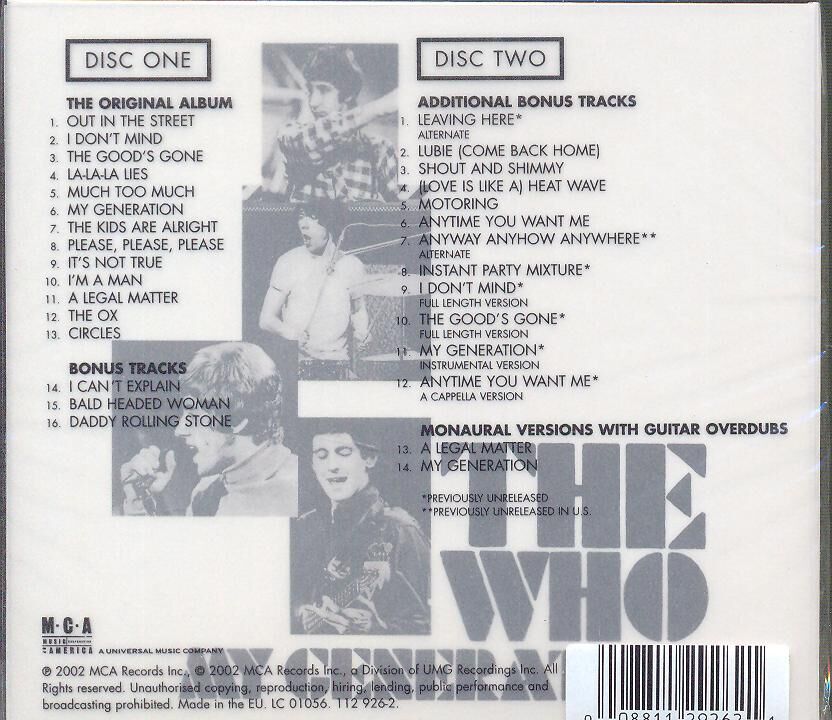 DISC ONE
THE ORIGINAL ALBUM
1. OUT IN THE STREET
2. I DON'T MIND
3. THE GOOD'S GONE
4. LA-LA-LA LIES
5. MUCH TOO MUCH
6. MY GENERATION
7. THE KIDS ARE ALRIGHT
8. PLEASE, PLEASE, PLEASE
9. IT'S NOT TRUE
10. I'M A MAN
11. A LEGAL MATTER
12. THE OX
13. CIRCLES
BONUS TRACKS
14. I CAN'T EXPLAIN
15. BALD HEADED WOMAN
16. DADDY ROLLING STONE
DISC TWO
ADDITIONAL BONUS TRACKS
1. LEAVING HERE*
ALTERNATE
2. LUBIE (COME BACK HOME)
3. SHOUT AND SHIMMY
4. (LOVE IS LIKE A) HEAT WAVE
5. MOTORING
6. ANYTIME YOU WANT ME
7. ANYWAY ANYHOW ANYWHERE**
ALTERNATE
8. INSTANT PARTY MIXTURE*
9. I DON'T MIND*
FULL LENGTH VERSION
10. THE GOOD'S GONE*
FULL LENGTH VERSION
11. MY GENERATION*
INSTRUMENTAL VERSION
12. ANYTIME YOU WANT ME*
A CAPPELLA VERSION
MONAURAL VERSIONS WITH GUITAR OVERDUBS
13. A LEGAL MATTER
14. MY GENERATION
*PREVIOUSLY UNRELEASED
**PREVIOUSLY UNRELEASED IN U.S.
THE
WHO
MY GENERAT
M·C·A
MUSIC
AMERICA A UNIVERSAL MUSIC COMPANY
℗ 2002 MCA Records Inc., © 2002 MCA Records Inc., a Division of UMG Recordings Inc. All
Rights reserved. Unauthorised copying, reproduction, hiring, lending, public performance and
broadcasting prohibited. Made in the EU. LC 01056. 112 926-2.